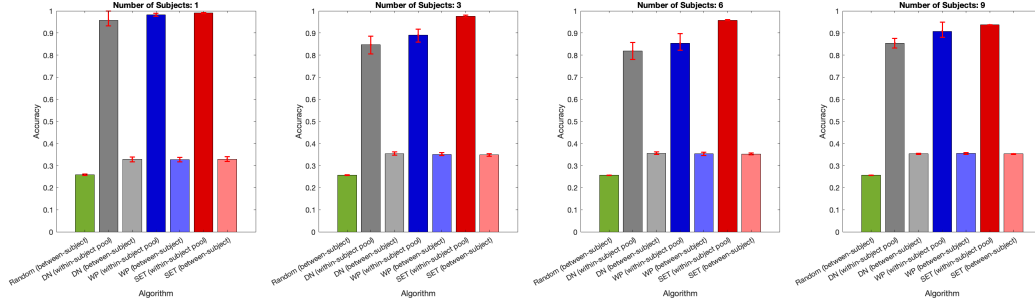 Number of Subjects: 1
1
0.9
0.8
0.7
0.6
0.5
0.4
0.3
0.2
0.1
0
Accuracy
Random (between-subject)
DN (within-subject pool)
DN (between-subject)
WP (within-subject pool)
WP (between-subject)
SET (within-subject pool)
SET (between-subject)
Algorithm
Number of Subjects: 3
1
0.9
0.8
0.7
0.6
0.5
0.4
0.3
0.2
0.1
0
Accuracy
Random (between-subject)
DN (within-subject pool)
DN (between-subject)
WP (within-subject pool)
WP (between-subject)
SET (within-subject pool)
SET (between-subject)
Algorithm
Number of Subjects: 6
1
0.9
0.8
0.7
0.6
0.5
0.4
0.3
0.2
0.1
0
Accuracy
Random (between-subject)
DN (within-subject pool)
DN (between-subject)
WP (within-subject pool)
WP (between-subject)
SET (within-subject pool)
SET (between-subject)
Algorithm
Number of Subjects: 9
1
0.9
0.8
0.7
0.6
0.5
0.4
0.3
0.2
0.1
0
Accuracy
Random (between-subject)
DN (within-subject pool)
DN (between-subject)
WP (within-subject pool)
WP (between-subject)
SET (within-subject pool)
SET (between-subject)
Algorithm